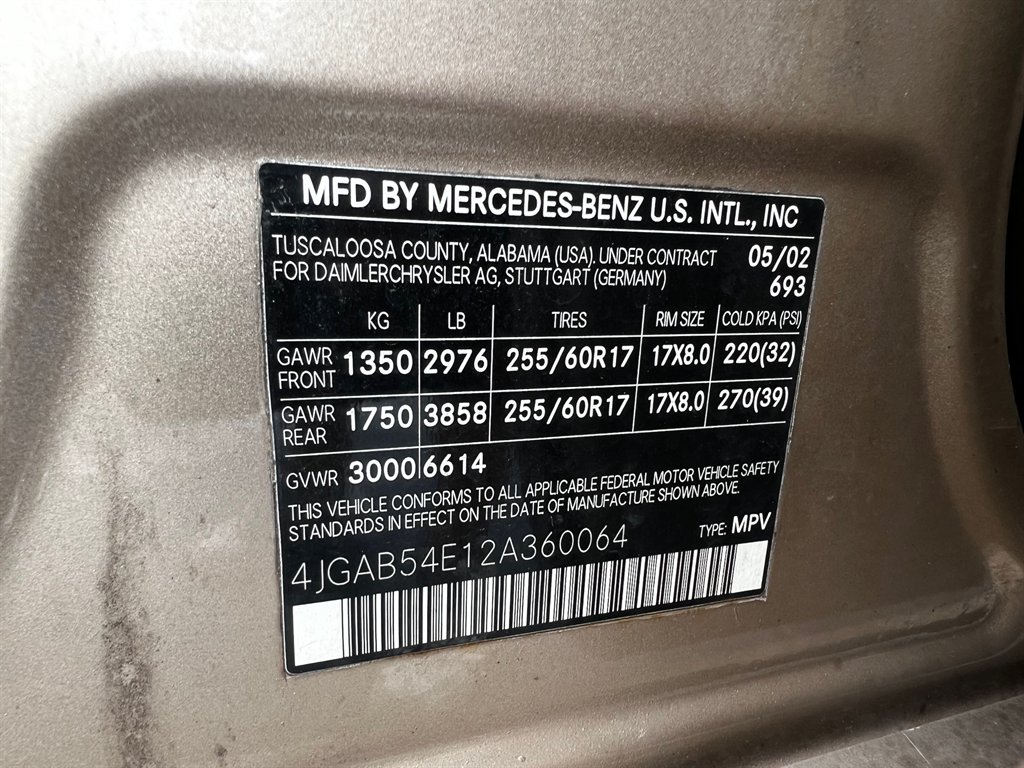 MFD BY MERCEDES-BENZ U.S. INTL., INC
TUSCALOOSA COUNTY, ALABAMA (USA). UNDER CONTRACT 05/02
FOR DAIMLERCHRYSLER AG, STUTTGART (GERMANY) 693
KG LB TIRES RIM SIZE COLD KPA (PSI)
GAWR FRONT 1350 2976 255/60R17 17X8.0 220(32)
GAWR REAR 1750 3858 255/60R17 17X8.0 270(39)
GVWR 3000 6614
THIS VEHICLE CONFORMS TO ALL APPLICABLE FEDERAL MOTOR VEHICLE SAFETY
STANDARDS IN EFFECT ON THE DATE OF MANUFACTURE SHOWN ABOVE.
4JGAB54E12A360064 TYPE: MPV